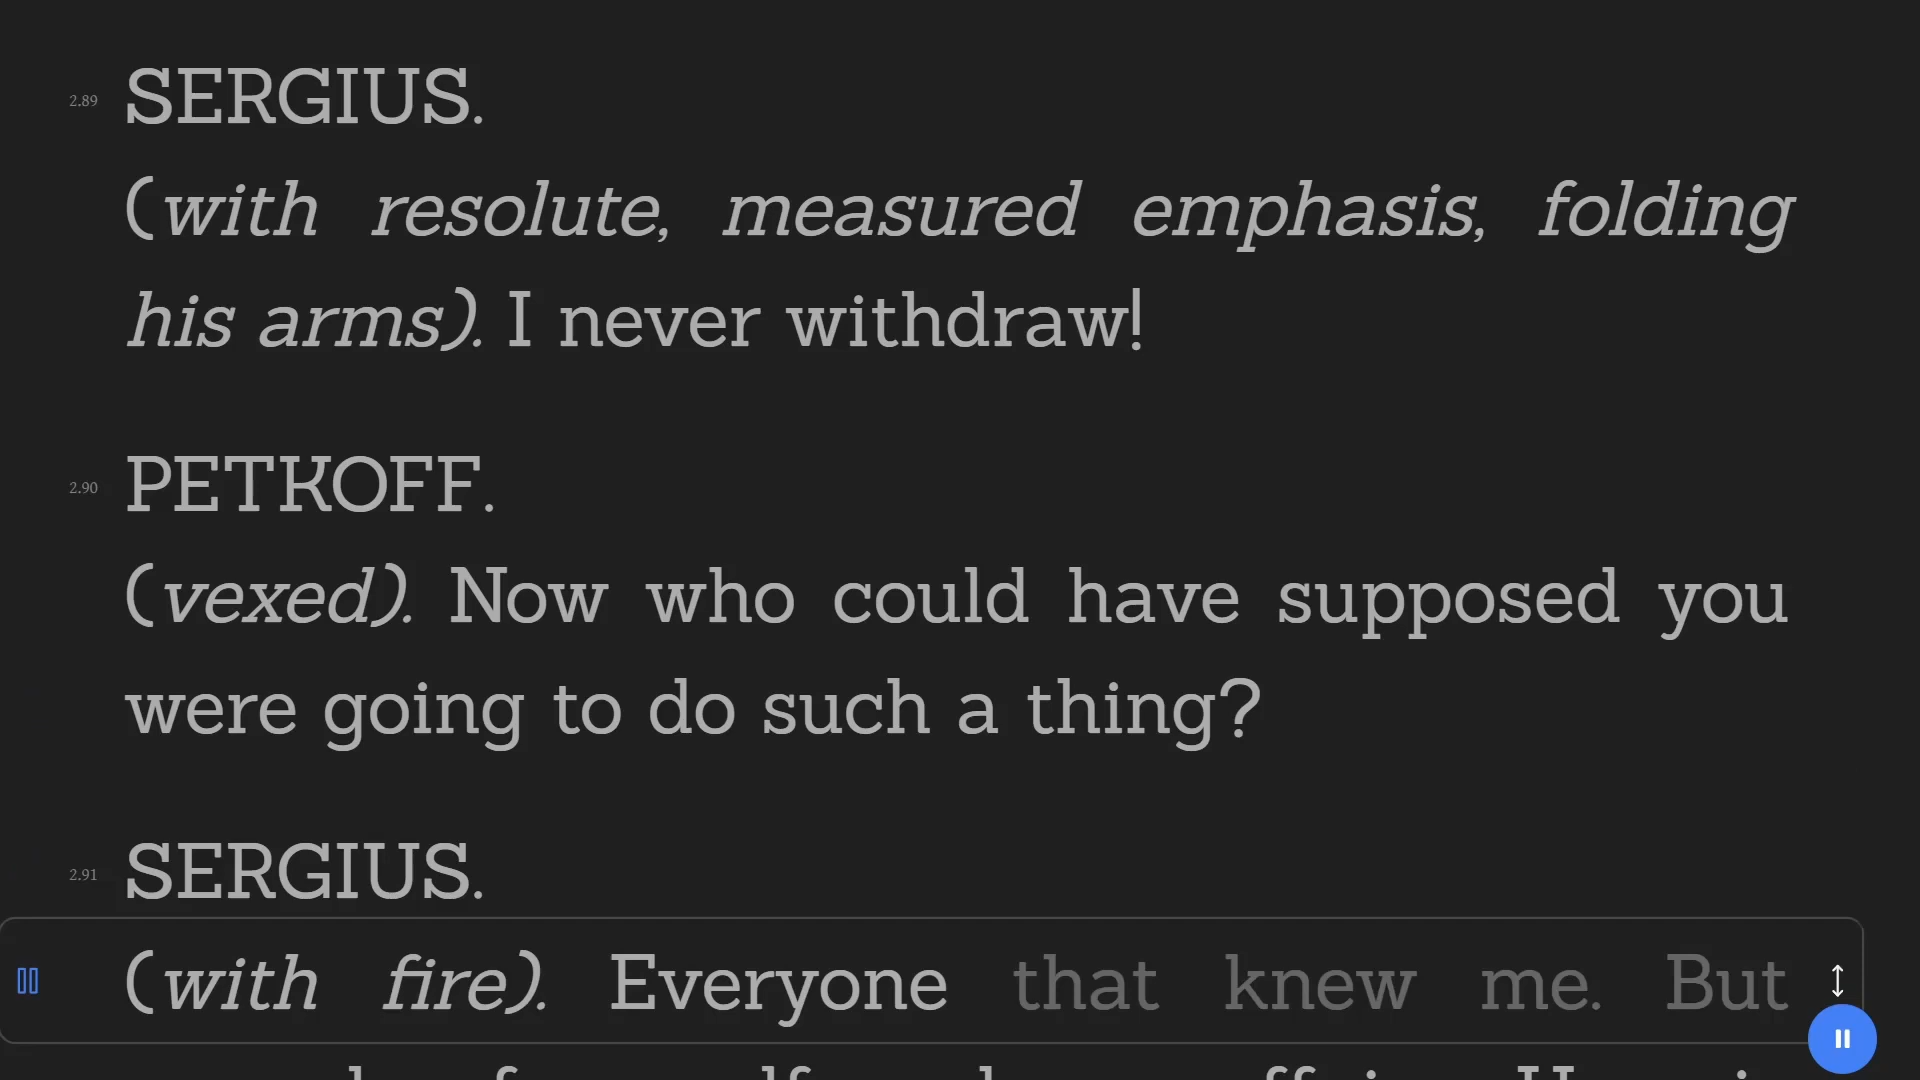 2.89 SERGIUS.
(with resolute, measured emphasis, folding
his arms). I never withdraw!
2.90 PETKOFF.
(vexed). Now who could have supposed you
were going to do such a thing?
2.91 SERGIUS.
(with fire). Everyone that knew me. But